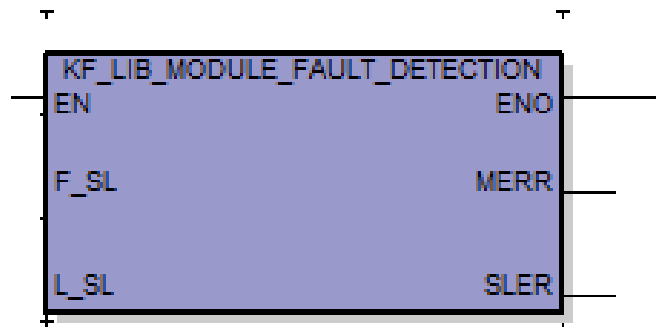 KF_LIB_MODULE_FAULT_DETECTION
EN ENO
F_SL MERR
L_SL SLER